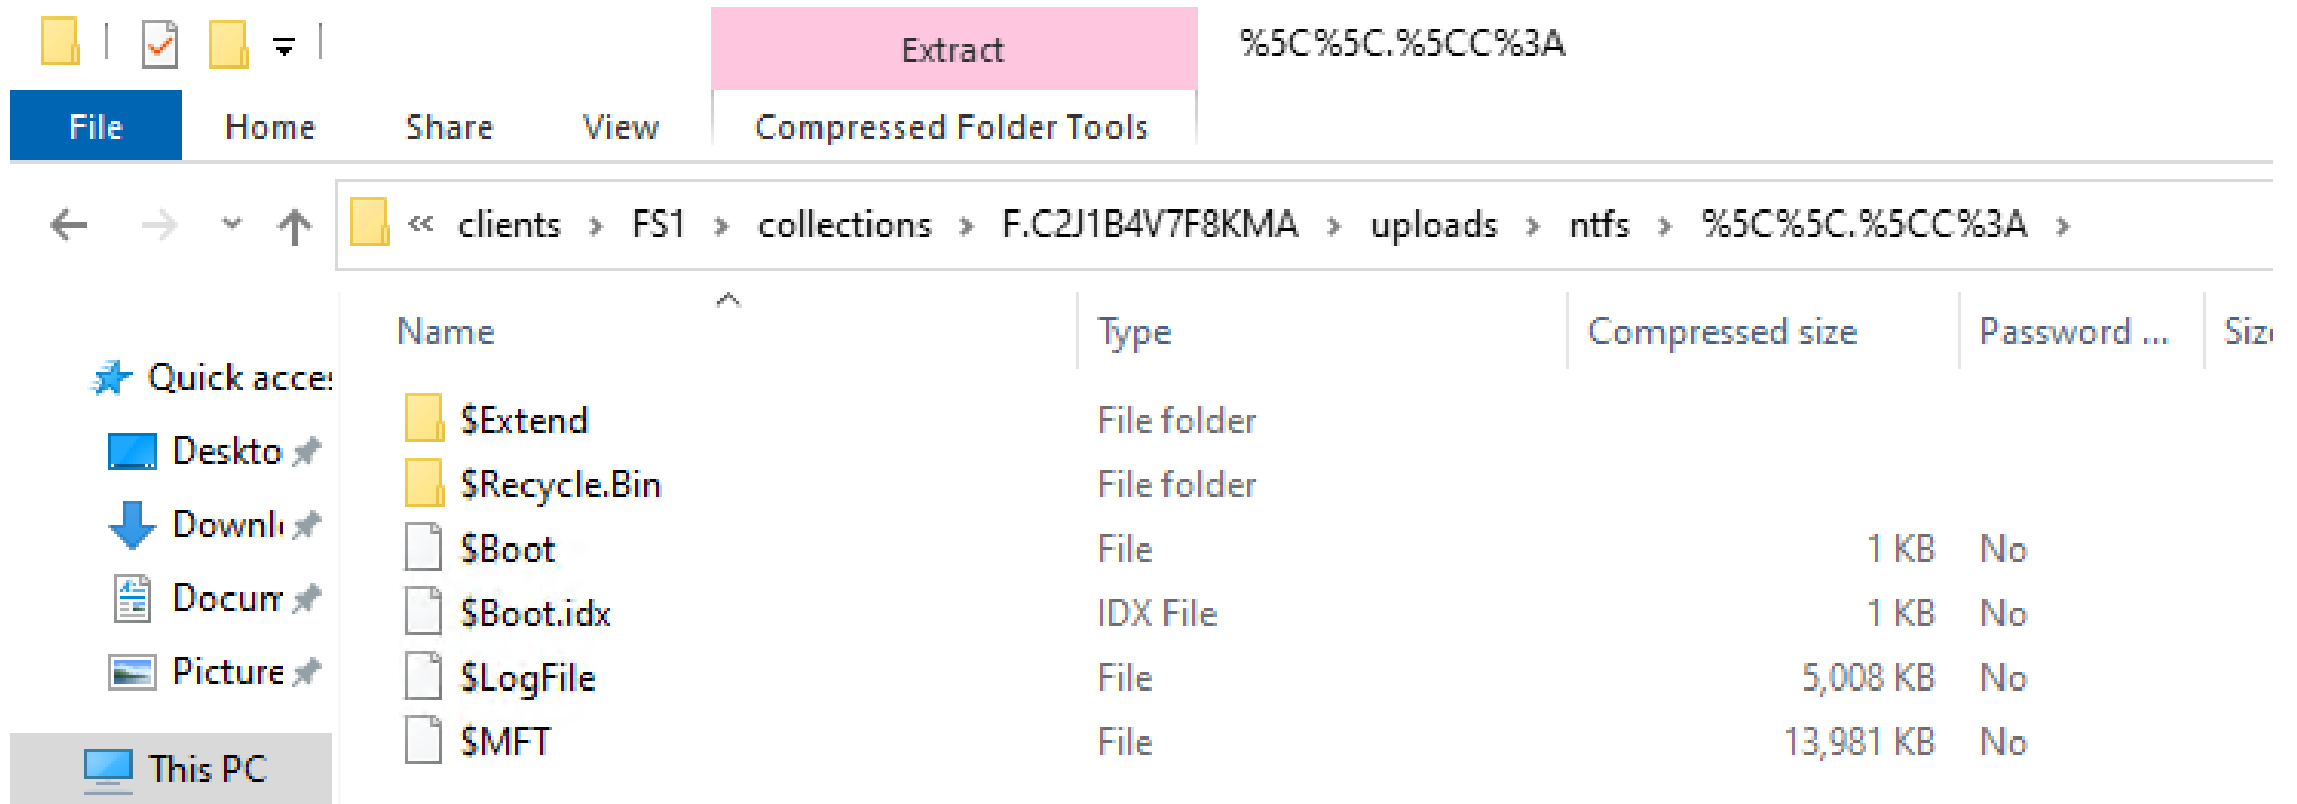 Extract
%5C%5C.%5CC%3A
File Home Share View Compressed Folder Tools
« clients › FS1 › collections › F.C2J1B4V7F8KMA › uploads › ntfs › %5C%5C.%5CC%3A ›
Name Type Compressed size Password ... Siz
Quick acces
Deskto
Downl
Docum
Picture
This PC
$Extend File folder
$Recycle.Bin File folder
$Boot File 1 KB No
$Boot.idx IDX File 1 KB No
$LogFile File 5,008 KB No
$MFT File 13,981 KB No